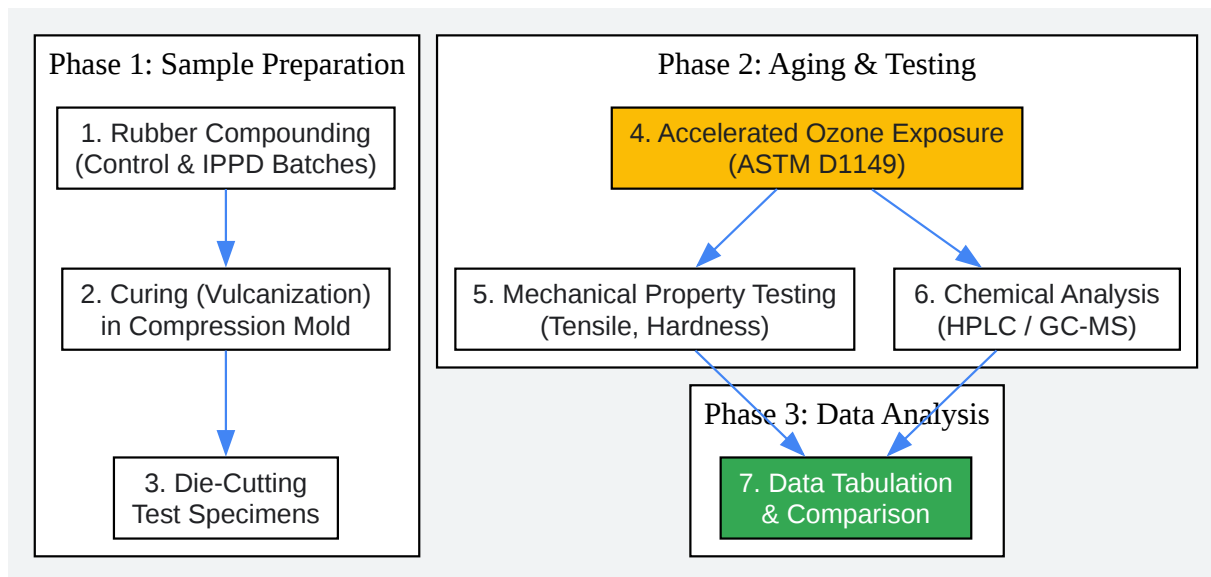 Phase 1: Sample Preparation
1. Rubber Compounding
(Control & IPPD Batches)
2. Curing (Vulcanization)
in Compression Mold
3. Die-Cutting
Test Specimens
Phase 2: Aging & Testing
4. Accelerated Ozone Exposure
(ASTM D1149)
5. Mechanical Property Testing
(Tensile, Hardness)
6. Chemical Analysis
(HPLC / GC-MS)
Phase 3: Data Analysis
7. Data Tabulation
& Comparison